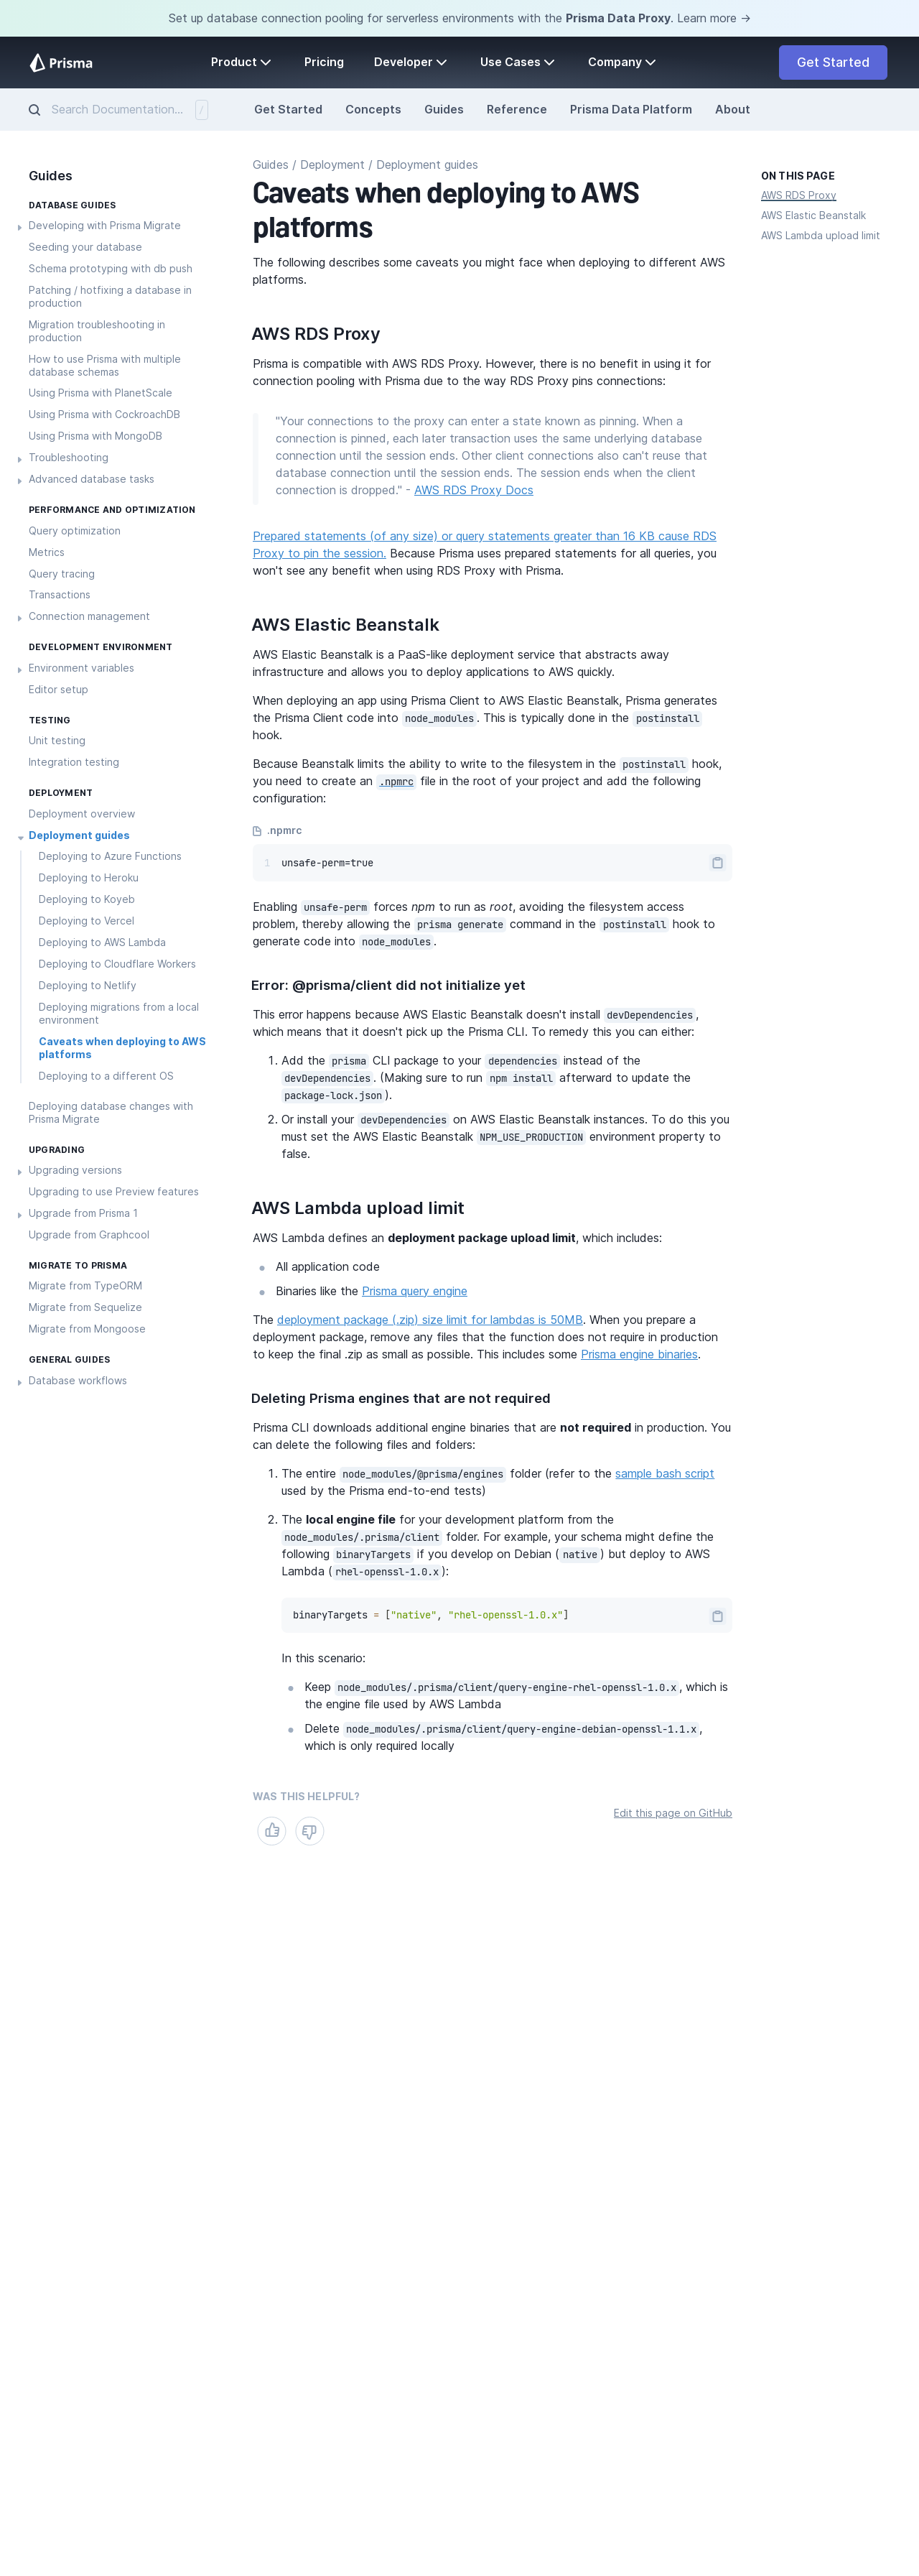 Set up database connection pooling for serverless environments with the Prisma Data Proxy. Learn more →
Prisma
Product
Pricing
Developer
Use Cases
Company
Get Started
Search Documentation...
/
Get Started
Concepts
Guides
Reference
Prisma Data Platform
About
Guides
DATABASE GUIDES
Developing with Prisma Migrate
Seeding your database
Schema prototyping with db push
Patching / hotfixing a database in
production
Migration troubleshooting in
production
How to use Prisma with multiple
database schemas
Using Prisma with PlanetScale
Using Prisma with CockroachDB
Using Prisma with MongoDB
Troubleshooting
Advanced database tasks
PERFORMANCE AND OPTIMIZATION
Query optimization
Metrics
Query tracing
Transactions
Connection management
DEVELOPMENT ENVIRONMENT
Environment variables
Editor setup
TESTING
Unit testing
Integration testing
DEPLOYMENT
Deployment overview
Deployment guides
Deploying to Azure Functions
Deploying to Heroku
Deploying to Koyeb
Deploying to Vercel
Deploying to AWS Lambda
Deploying to Cloudflare Workers
Deploying to Netlify
Deploying migrations from a local
environment
Caveats when deploying to AWS
platforms
Deploying to a different OS
Deploying database changes with
Prisma Migrate
UPGRADING
Upgrading versions
Upgrading to use Preview features
Upgrade from Prisma 1
Upgrade from Graphcool
MIGRATE TO PRISMA
Migrate from TypeORM
Migrate from Sequelize
Migrate from Mongoose
GENERAL GUIDES
Database workflows
Guides / Deployment / Deployment guides
Caveats when deploying to AWS
platforms
The following describes some caveats you might face when deploying to different AWS
platforms.
AWS RDS Proxy
Prisma is compatible with AWS RDS Proxy. However, there is no benefit in using it for
connection pooling with Prisma due to the way RDS Proxy pins connections:
"Your connections to the proxy can enter a state known as pinning. When a
connection is pinned, each later transaction uses the same underlying database
connection until the session ends. Other client connections also can't reuse that
database connection until the session ends. The session ends when the client
connection is dropped." - AWS RDS Proxy Docs
Prepared statements (of any size) or query statements greater than 16 KB cause RDS
Proxy to pin the session. Because Prisma uses prepared statements for all queries, you
won't see any benefit when using RDS Proxy with Prisma.
AWS Elastic Beanstalk
AWS Elastic Beanstalk is a PaaS-like deployment service that abstracts away
infrastructure and allows you to deploy applications to AWS quickly.
When deploying an app using Prisma Client to AWS Elastic Beanstalk, Prisma generates
the Prisma Client code into node_modules. This is typically done in the postinstall
hook.
Because Beanstalk limits the ability to write to the filesystem in the postinstall hook,
you need to create an .npmrc file in the root of your project and add the following
configuration:
.npmrc
1 unsafe-perm=true
Enabling unsafe-perm forces npm to run as root, avoiding the filesystem access
problem, thereby allowing the prisma generate command in the postinstall hook to
generate code into node_modules.
Error: @prisma/client did not initialize yet
This error happens because AWS Elastic Beanstalk doesn't install devDependencies,
which means that it doesn't pick up the Prisma CLI. To remedy this you can either:
1. Add the prisma CLI package to your dependencies instead of the
devDependencies. (Making sure to run npm install afterward to update the
package-lock.json).
2. Or install your devDependencies on AWS Elastic Beanstalk instances. To do this you
must set the AWS Elastic Beanstalk NPM_USE_PRODUCTION environment property to
false.
AWS Lambda upload limit
AWS Lambda defines an deployment package upload limit, which includes:
All application code
Binaries like the Prisma query engine
The deployment package (.zip) size limit for lambdas is 50MB. When you prepare a
deployment package, remove any files that the function does not require in production
to keep the final .zip as small as possible. This includes some Prisma engine binaries.
Deleting Prisma engines that are not required
Prisma CLI downloads additional engine binaries that are not required in production. You
can delete the following files and folders:
1. The entire node_modules/@prisma/engines folder (refer to the sample bash script
used by the Prisma end-to-end tests)
2. The local engine file for your development platform from the
node_modules/.prisma/client folder. For example, your schema might define the
following binaryTargets if you develop on Debian (native) but deploy to AWS
Lambda (rhel-openssl-1.0.x):
binaryTargets = ["native", "rhel-openssl-1.0.x"]
In this scenario:
Keep node_modules/.prisma/client/query-engine-rhel-openssl-1.0.x, which is
the engine file used by AWS Lambda
Delete node_modules/.prisma/client/query-engine-debian-openssl-1.1.x,
which is only required locally
WAS THIS HELPFUL?
Edit this page on GitHub
ON THIS PAGE
AWS RDS Proxy
AWS Elastic Beanstalk
AWS Lambda upload limit